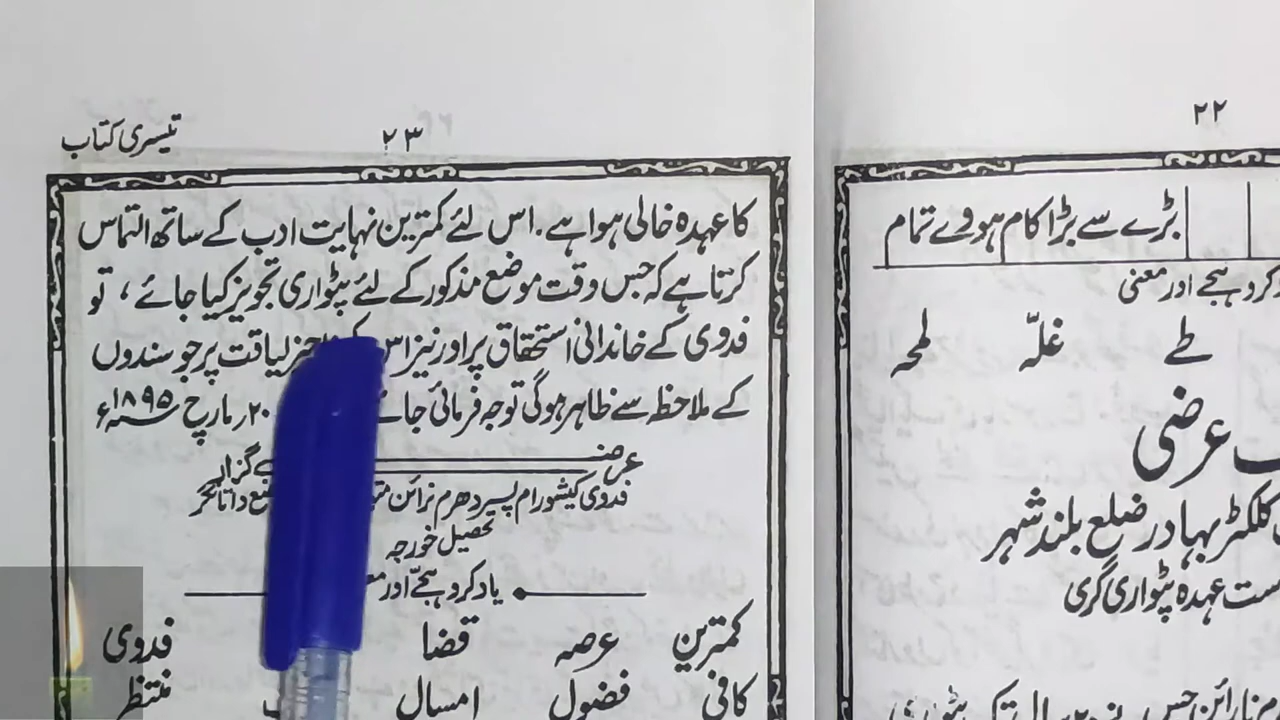 ۲۲
بڑے سے بڑا کام ہووے تمام
کرو ہجے اور معنی
طے غلّہ لمحہ
عرضی
کلکٹر بہادر ضلع بلند شہر
عہدہ پٹواری گری
۲۳ تیسری کتاب
کا عہدہ خالی ہوا ہے۔ اس لئے کمترین نہایت ادب کے ساتھ التماس
کرتا ہے کہ جس وقت موضع مذکور کے لئے پٹواری تجویز کیا جائے، تو
فدوی کے خاندانی استحقاق پر اور نیز لیاقت پر جو سندوں
کے ملاحظہ سے ظاہر ہوگی توجہ فرمائی ۲۰؍ مارچ ۱۸۹۵ء
فدوی کیشورام پسر دھرم نرائن
تحصیل خورجہ
یاد کرو ہجے اور
کمترین عرصہ قضا فدوی
کافی فضول امسال منتظر